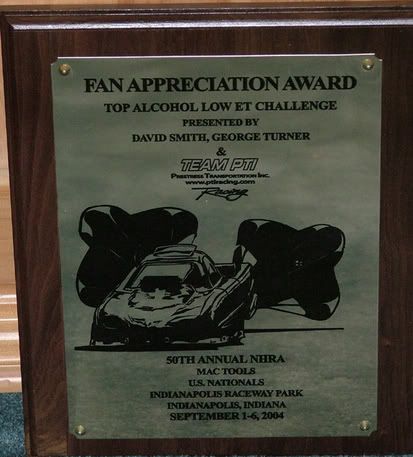 FAN APPRECIATION AWARD
TOP ALCOHOL LOW ET CHALLENGE
PRESENTED BY
DAVID SMITH, GEORGE TURNER
&
TEAM PTI
PRESTRESS TRANSPORTATION INC.
www.ptiracing.com
Racing
50TH ANNUAL NHRA
MAC TOOLS
U.S. NATIONALS
INDIANAPOLIS RACEWAY PARK
INDIANAPOLIS, INDIANA
SEPTEMBER 1-6, 2004